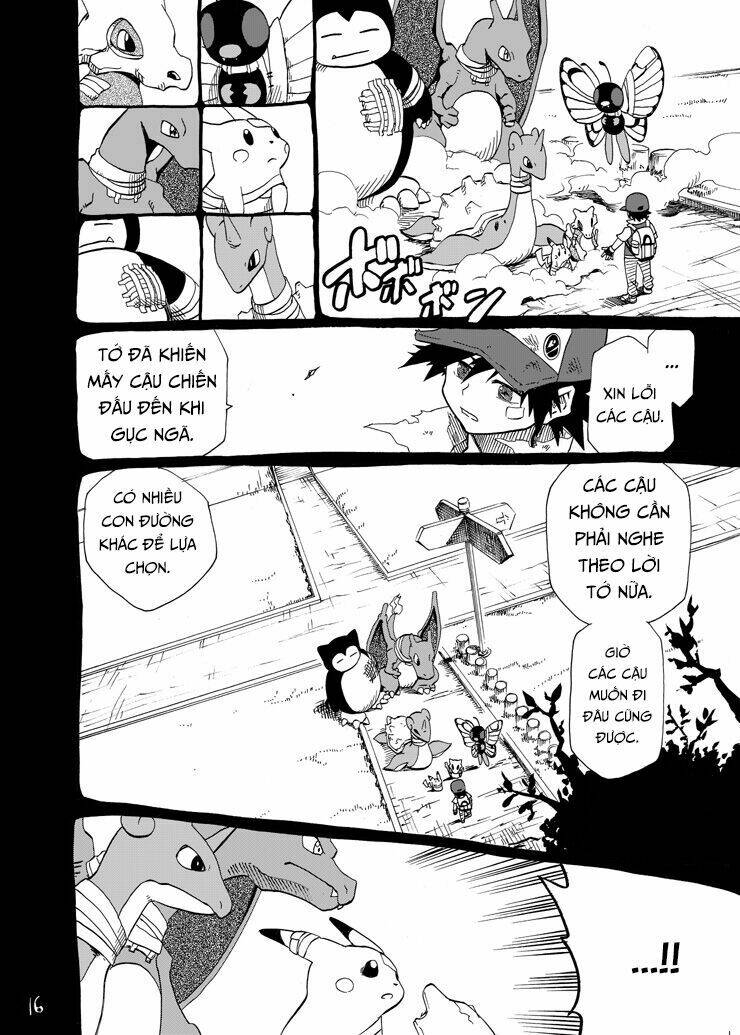 ボボボン
...
XIN LỖI
CÁC CẬU.
TỚ ĐÃ KHIẾN
MẤY CẬU CHIẾN
ĐẤU ĐẾN KHI
GỤC NGÃ.
CÁC CẬU
KHÔNG CẦN
PHẢI NGHE
THEO LỜI
TỚ NỮA.
GIỜ
CÁC CẬU
MUỐN ĐI
ĐÂU CŨNG
ĐƯỢC.
CÓ NHIỀU
CON ĐƯỜNG
KHÁC ĐỂ LỰA
CHỌN.
...!!
16